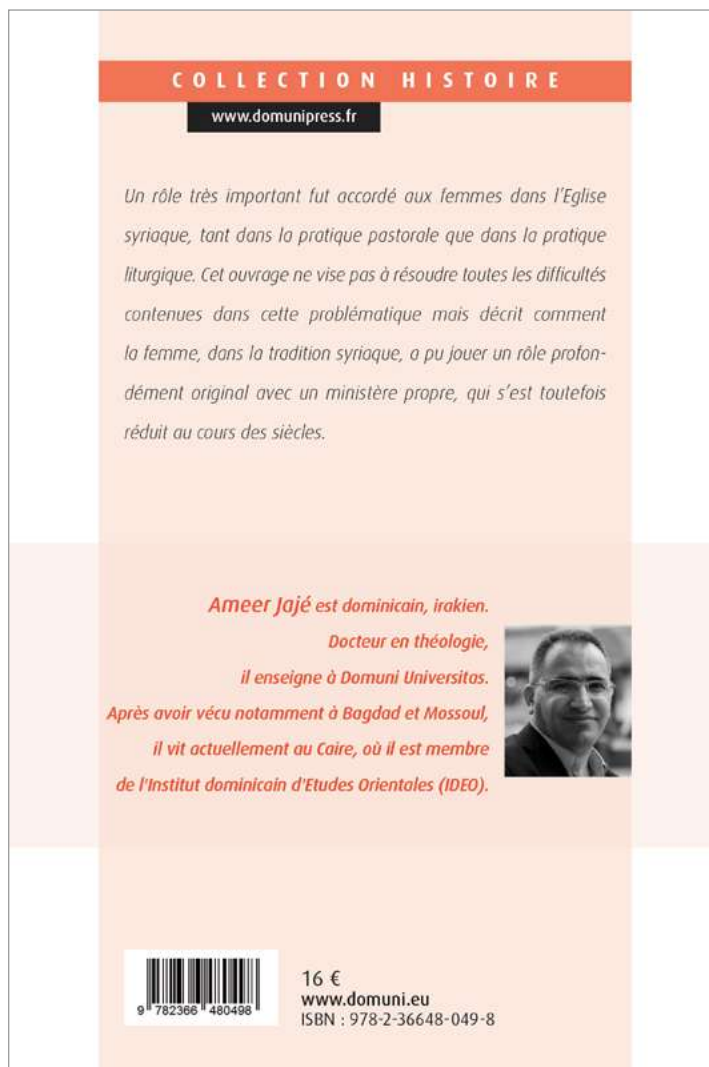 COLLECTION HISTOIRE
www.domunipress.fr
Un rôle très important fut accordé aux femmes dans l'Eglise
syriaque, tant dans la pratique pastorale que dans la pratique
liturgique. Cet ouvrage ne vise pas à résoudre toutes les difficultés
contenues dans cette problématique mais décrit comment
la femme, dans la tradition syriaque, a pu jouer un rôle profon-
dément original avec un ministère propre, qui s'est toutefois
réduit au cours des siècles.
Ameer Jajé est dominicain, irakien.
Docteur en théologie,
il enseigne à Domuni Universitas.
Après avoir vécu notamment à Bagdad et Mossoul,
il vit actuellement au Caire, où il est membre
de l'Institut dominicain d'Etudes Orientales (IDEO).
16 €
www.domuni.eu
ISBN : 978-2-36648-049-8
9 782366 480498